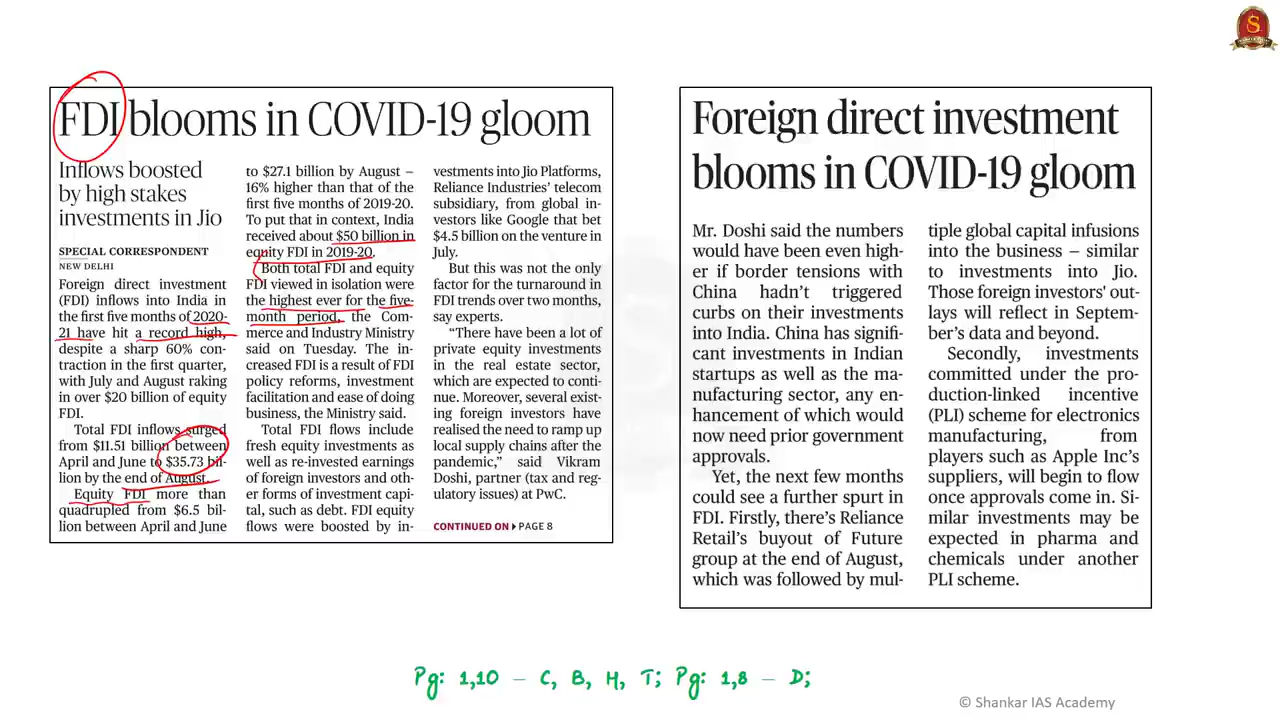 FDI blooms in COVID-19 gloom
Inflows boosted
by high stakes
investments in Jio
SPECIAL CORRESPONDENT
NEW DELHI
Foreign direct investment
(FDI) inflows into India in
the first five months of 2020-
21 have hit a record high,
despite a sharp 60% con-
traction in the first quarter,
with July and August raking
in over $20 billion of equity
FDI.
Total FDI inflows surged
from $11.51 billion between
April and June to $35.73 bil-
lion by the end of August.
Equity FDI more than
quadrupled from $6.5 bil-
lion between April and June
to $27.1 billion by August –
16% higher than that of the
first five months of 2019-20.
To put that in context, India
received about $50 billion in
equity FDI in 2019-20.
Both total FDI and equity
FDI viewed in isolation were
the highest ever for the five-
month period, the Com-
merce and Industry Ministry
said on Tuesday. The in-
creased FDI is a result of FDI
policy reforms, investment
facilitation and ease of doing
business, the Ministry said.
Total FDI flows include
fresh equity investments as
well as re-invested earnings
of foreign investors and oth-
er forms of investment capi-
tal, such as debt. FDI equity
flows were boosted by in-
vestments into Jio Platforms,
Reliance Industries' telecom
subsidiary, from global in-
vestors like Google that bet
$4.5 billion on the venture in
July.
But this was not the only
factor for the turnaround in
FDI trends over two months,
say experts.
“There have been a lot of
private equity investments
in the real estate sector,
which are expected to conti-
nue. Moreover, several exist-
ing foreign investors have
realised the need to ramp up
local supply chains after the
pandemic,” said Vikram
Doshi, partner (tax and reg-
ulatory issues) at PwC.
CONTINUED ON ▸ PAGE 8
Foreign direct investment
blooms in COVID-19 gloom
Mr. Doshi said the numbers
would have been even high-
er if border tensions with
China hadn't triggered
curbs on their investments
into India. China has signifi-
cant investments in Indian
startups as well as the ma-
nufacturing sector, any en-
hancement of which would
now need prior government
approvals.
Yet, the next few months
could see a further spurt in
FDI. Firstly, there's Reliance
Retail's buyout of Future
group at the end of August,
which was followed by mul-
tiple global capital infusions
into the business – similar
to investments into Jio.
Those foreign investors' out-
lays will reflect in Septem-
ber's data and beyond.
Secondly, investments
committed under the pro-
duction-linked incentive
(PLI) scheme for electronics
manufacturing, from
players such as Apple Inc's
suppliers, will begin to flow
once approvals come in. Si-
milar investments may be
expected in pharma and
chemicals under another
PLI scheme.
Pg: 1,10 – C, B, H, T; Pg: 1,8 – D;
© Shankar IAS Academy